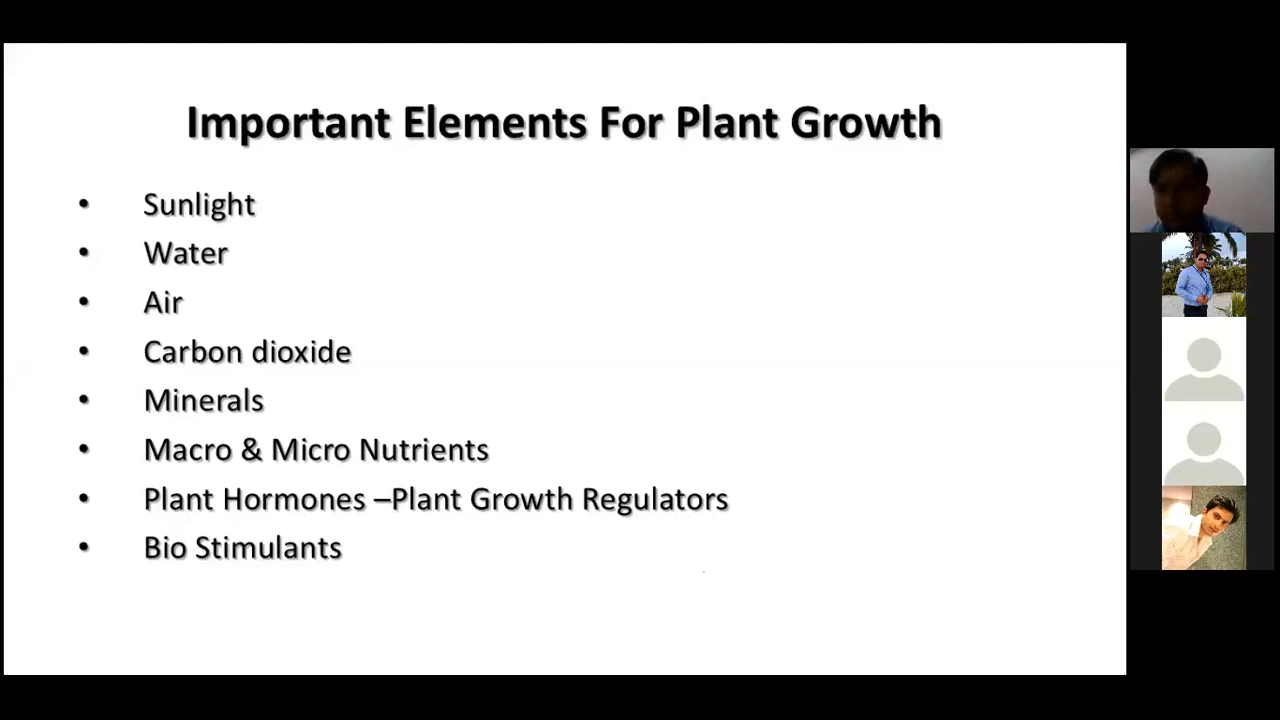 Important Elements For Plant Growth
• Sunlight
• Water
• Air
• Carbon dioxide
• Minerals
• Macro & Micro Nutrients
• Plant Hormones –Plant Growth Regulators
• Bio Stimulants